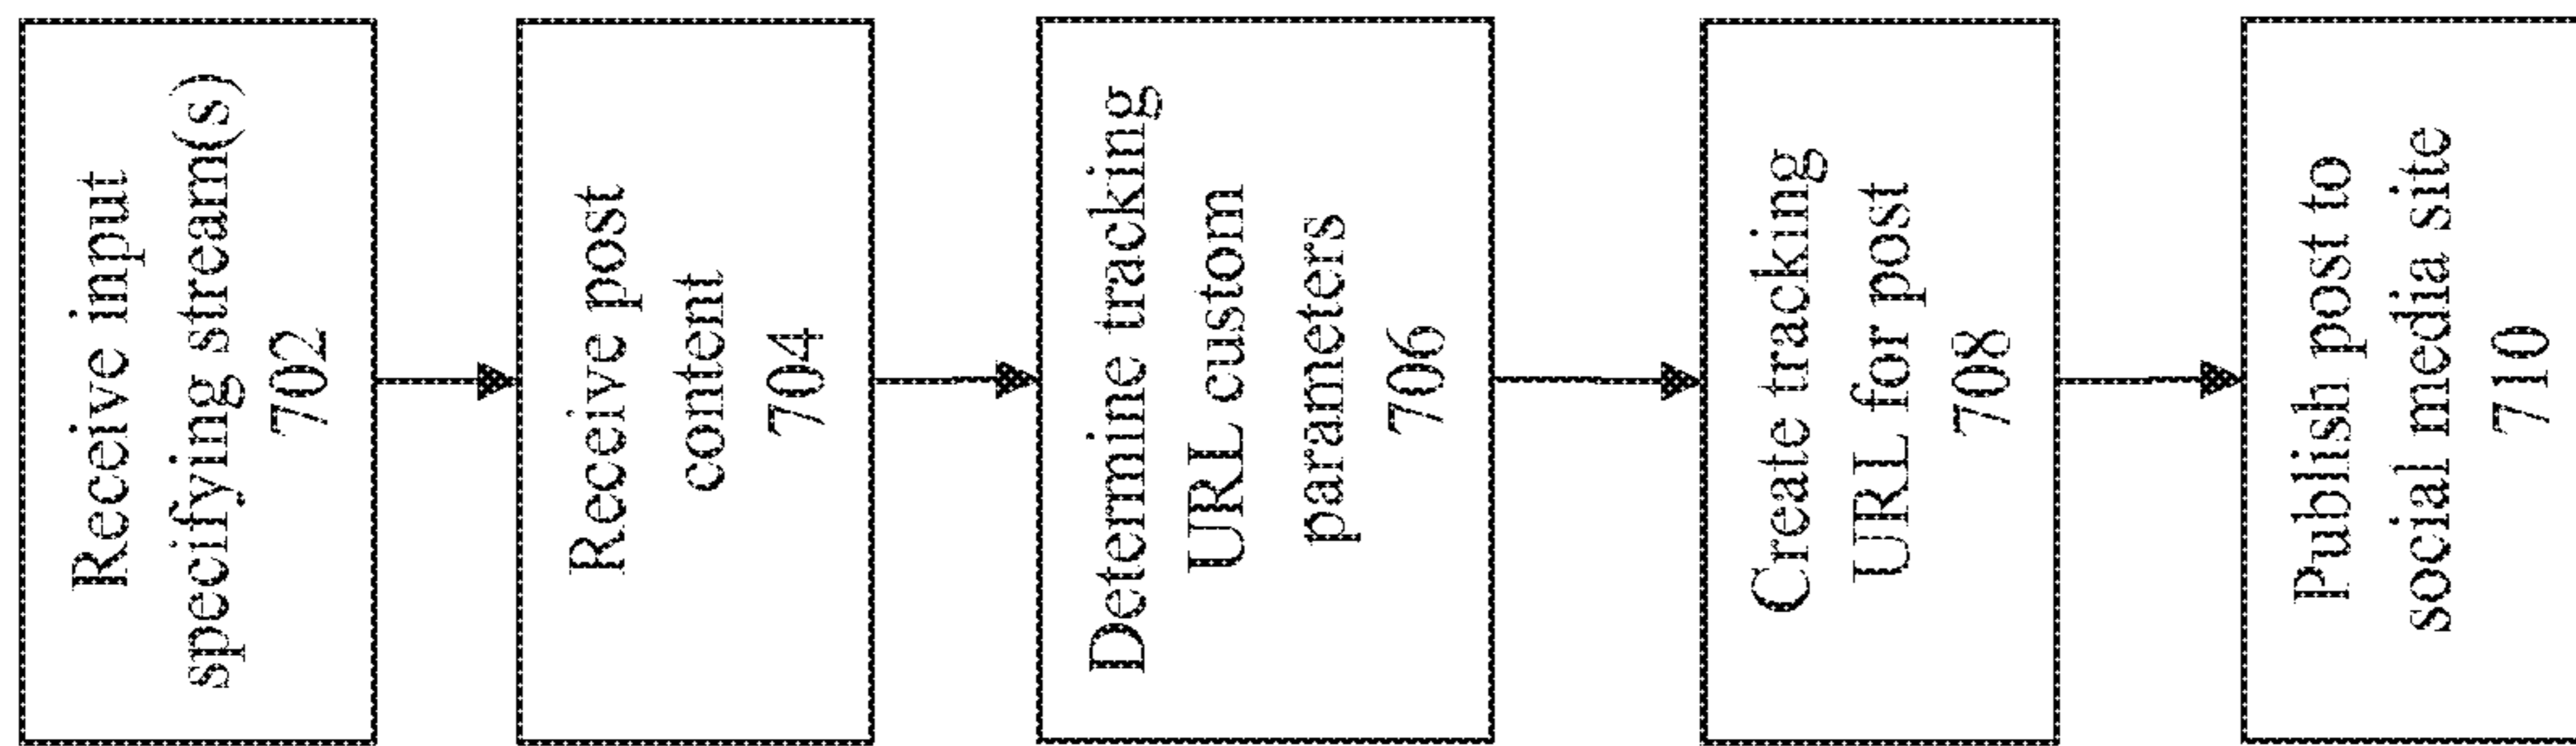 Receive input
specifying stream(s)
702
Receive post
content
704
Determine tracking
URL custom
parameters
706
Create tracking
URL for post
708
Publish post to
social media site
710